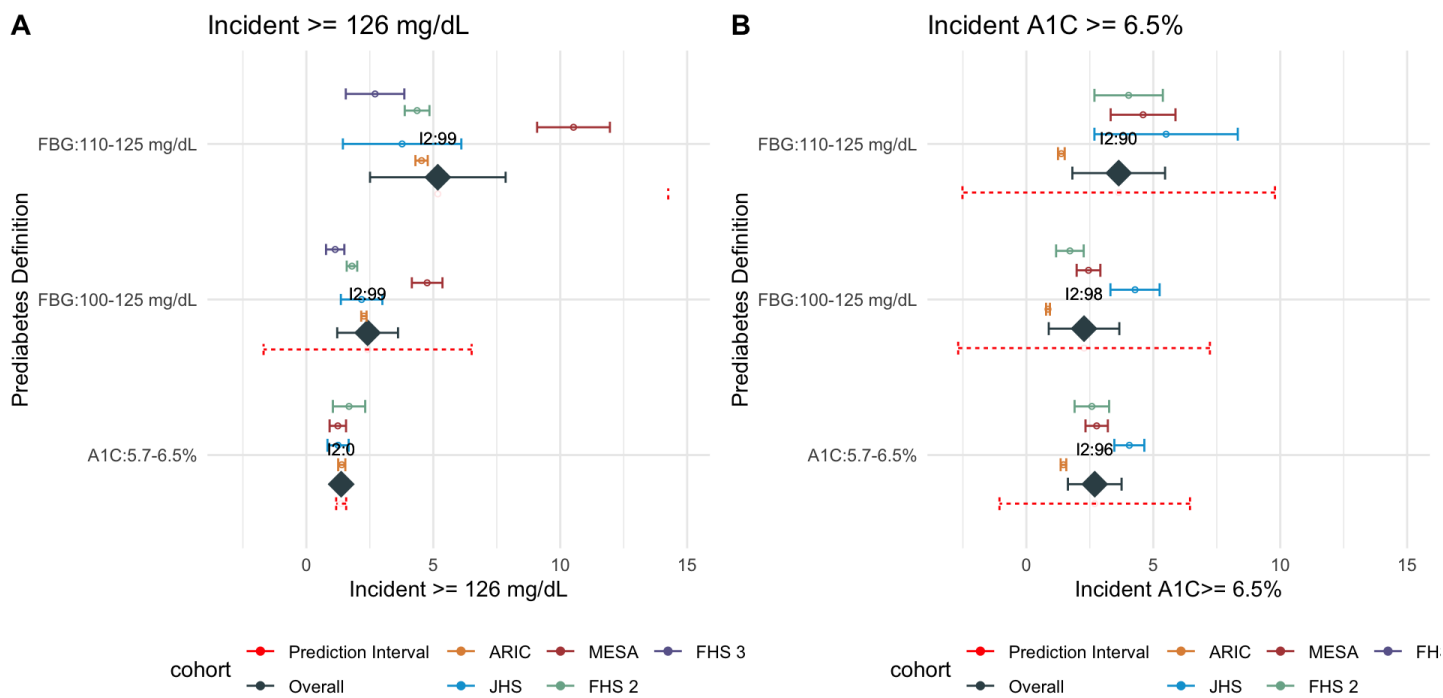 A
Incident >= 126 mg/dL
Prediabetes Definition
FBG:110-125 mg/dL
I2:99
FBG:100-125 mg/dL
I2:99
A1C:5.7-6.5%
I2:0
0 5 10 15
Incident >= 126 mg/dL
cohort
Prediction Interval ARIC MESA FHS 3
Overall JHS FHS 2
B
Incident A1C >= 6.5%
Prediabetes Definition
FBG:110-125 mg/dL
I2:90
FBG:100-125 mg/dL
I2:98
A1C:5.7-6.5%
I2:96
0 5 10 15
Incident A1C>= 6.5%
cohort
Prediction Interval ARIC MESA
Overall JHS FHS 2